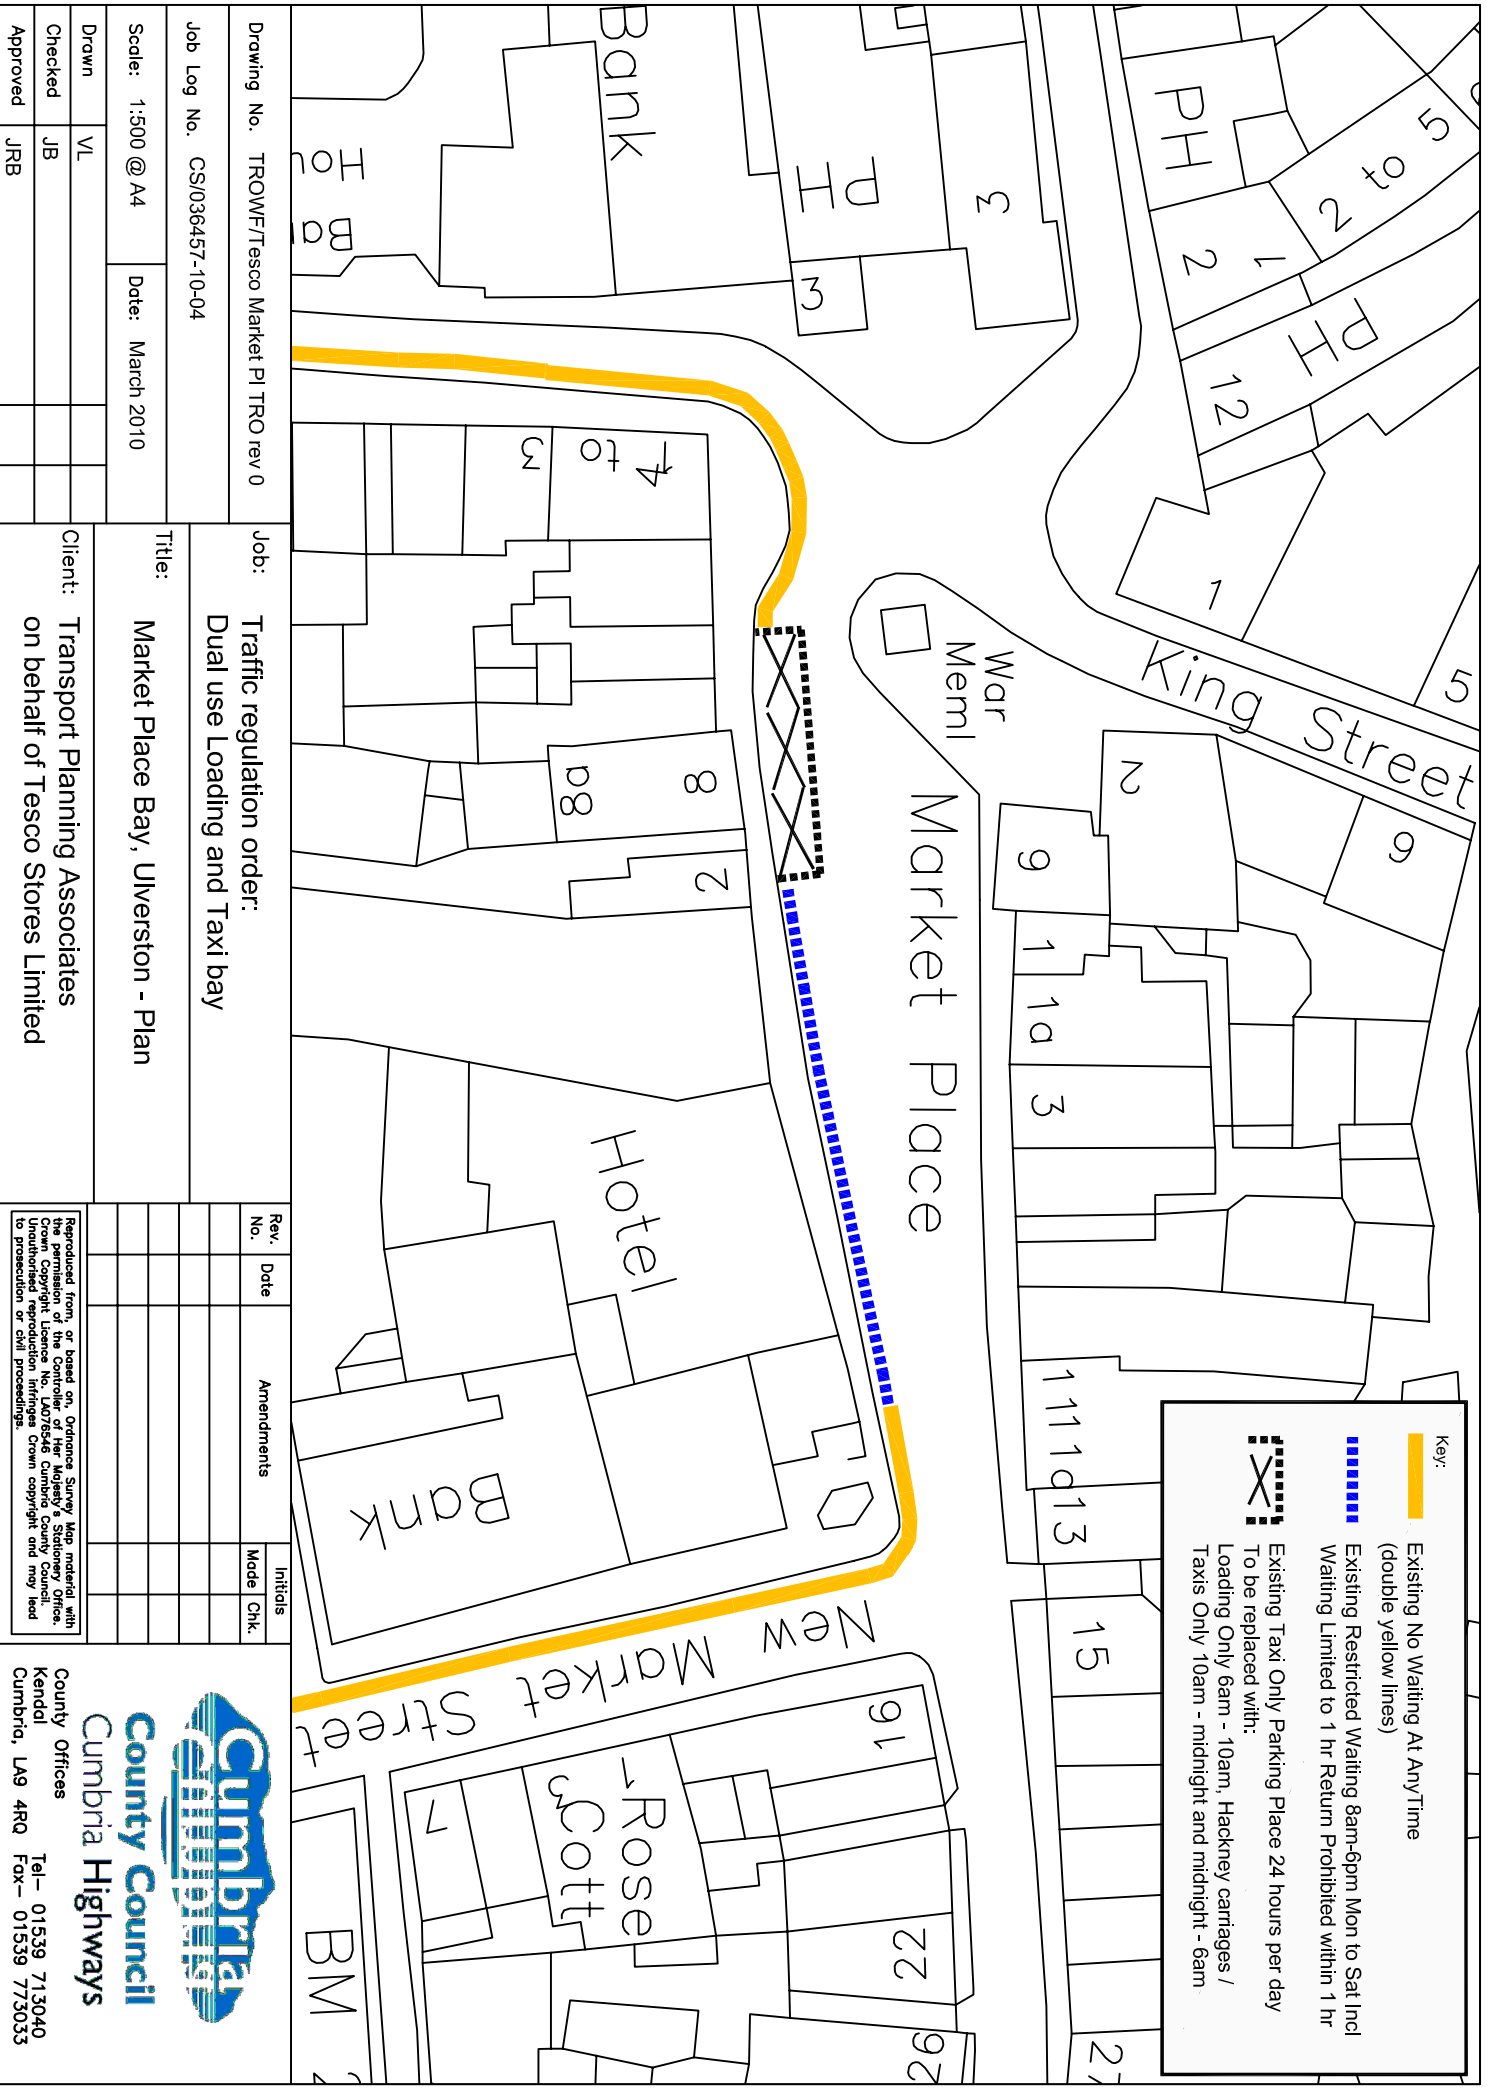 Key:
Existing No Waiting At AnyTime
(double yellow lines)
Existing Restricted Waiting 8am-6pm Mon to Sat Incl
Waiting Limited to 1 hr Return Prohibited within 1 hr
Existing Taxi Only Parking Place 24 hours per day
To be replaced with:
Loading Only 6am - 10am, Hackney carriages /
Taxis Only 10am - midnight and midnight - 6am
5
2 to 5
PH
2
1
PH
12
1
5
King Street
9
2
3
PH
3
Bank
War
Meml
Market Place
9
1
1a
3
11
11a
13
15
to
3
8
8a
Hotel
Bank
New Market Street
16
Rose
Cott
1
3
7
22
BM
Drawing No. TROWF/Tesco Market Pl TRO rev 0
Job Log No. CS/036457-10-04
Scale: 1:500 @ A4
Date: March 2010
Drawn VL
Checked JB
Approved JRB
Job: Traffic regulation order:
Dual use Loading and Taxi bay
Title: Market Place Bay, Ulverston - Plan
Client: Transport Planning Associates
on behalf of Tesco Stores Limited
Rev. No.
Date
Amendments
Initials
Made Chk.
Reproduced from, or based on, Ordnance Survey Map material with
the permission of the Controller of Her Majesty's Stationery Office.
Crown Copyright Licence No. LA076546 Cumbria County Council.
Unauthorised reproduction infringes Crown copyright and may lead
to prosecution or civil proceedings.
Cumbria
County Council
Cumbria Highways
County Offices
Kendal Tel- 01539 713040
Cumbria, LA9 4RQ Fax- 01539 773033